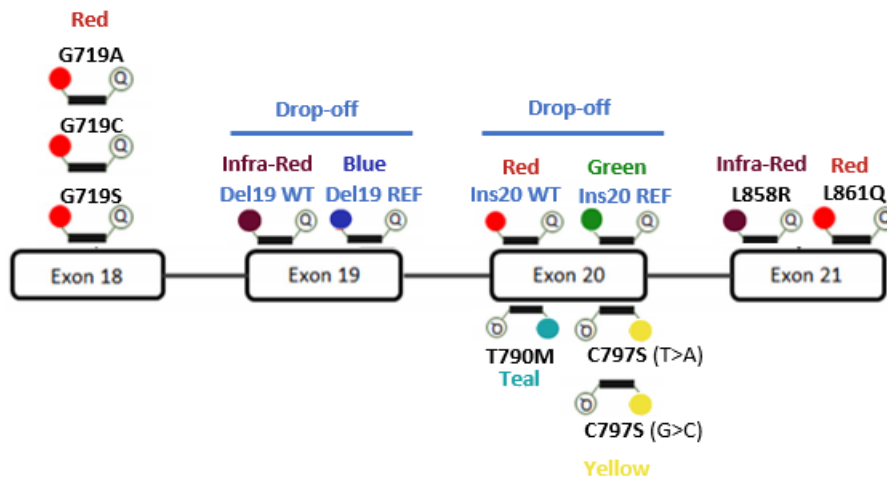 Red
G719A
Q
G719C
Q
G719S
Q
Exon 18
Drop-off
Infra-Red Blue
Del19 WT Del19 REF
Q Q
Exon 19
Drop-off
Red Green
Ins20 WT Ins20 REF
Q Q
Exon 20
Q Q
T790M C797S (T>A)
Teal
Q
C797S (G>C)
Yellow
Infra-Red Red
L858R L861Q
Q Q
Exon 21